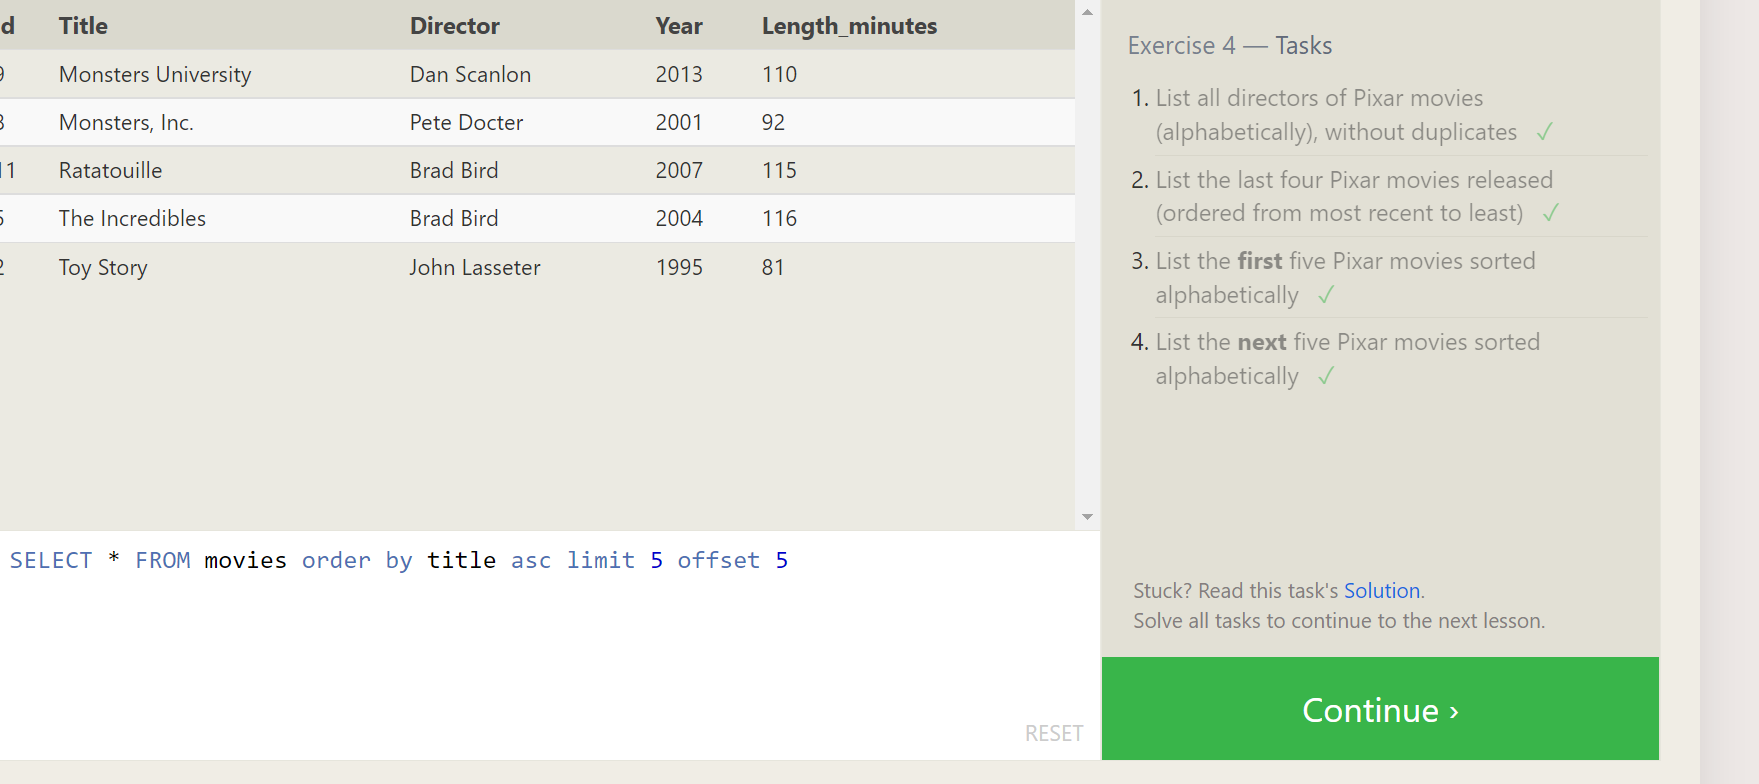 d Title Director Year Length_minutes
9 Monsters University Dan Scanlon 2013 110
3 Monsters, Inc. Pete Docter 2001 92
11 Ratatouille Brad Bird 2007 115
5 The Incredibles Brad Bird 2004 116
2 Toy Story John Lasseter 1995 81
SELECT * FROM movies order by title asc limit 5 offset 5
RESET
Exercise 4 — Tasks
1. List all directors of Pixar movies
(alphabetically), without duplicates ✓
2. List the last four Pixar movies released
(ordered from most recent to least) ✓
3. List the first five Pixar movies sorted
alphabetically ✓
4. List the next five Pixar movies sorted
alphabetically ✓
Stuck? Read this task's Solution.
Solve all tasks to continue to the next lesson.
Continue ›